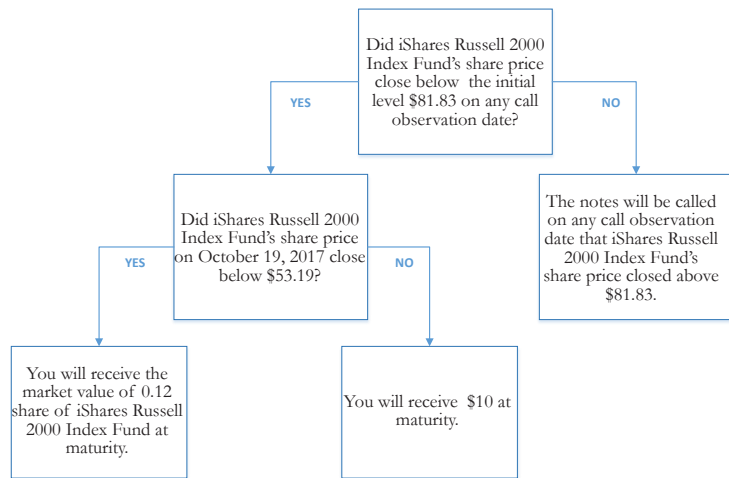 Did iShares Russell 2000
Index Fund's share price
close below the initial
level $81.83 on any call
observation date?
YES
NO
Did iShares Russell 2000
Index Fund's share price
on October 19, 2017 close
below $53.19?
The notes will be called
on any call observation
date that iShares Russell
2000 Index Fund's
share price closed above
$81.83.
YES
NO
You will receive the
market value of 0.12
share of iShares Russell
2000 Index Fund at
maturity.
You will receive $10 at
maturity.